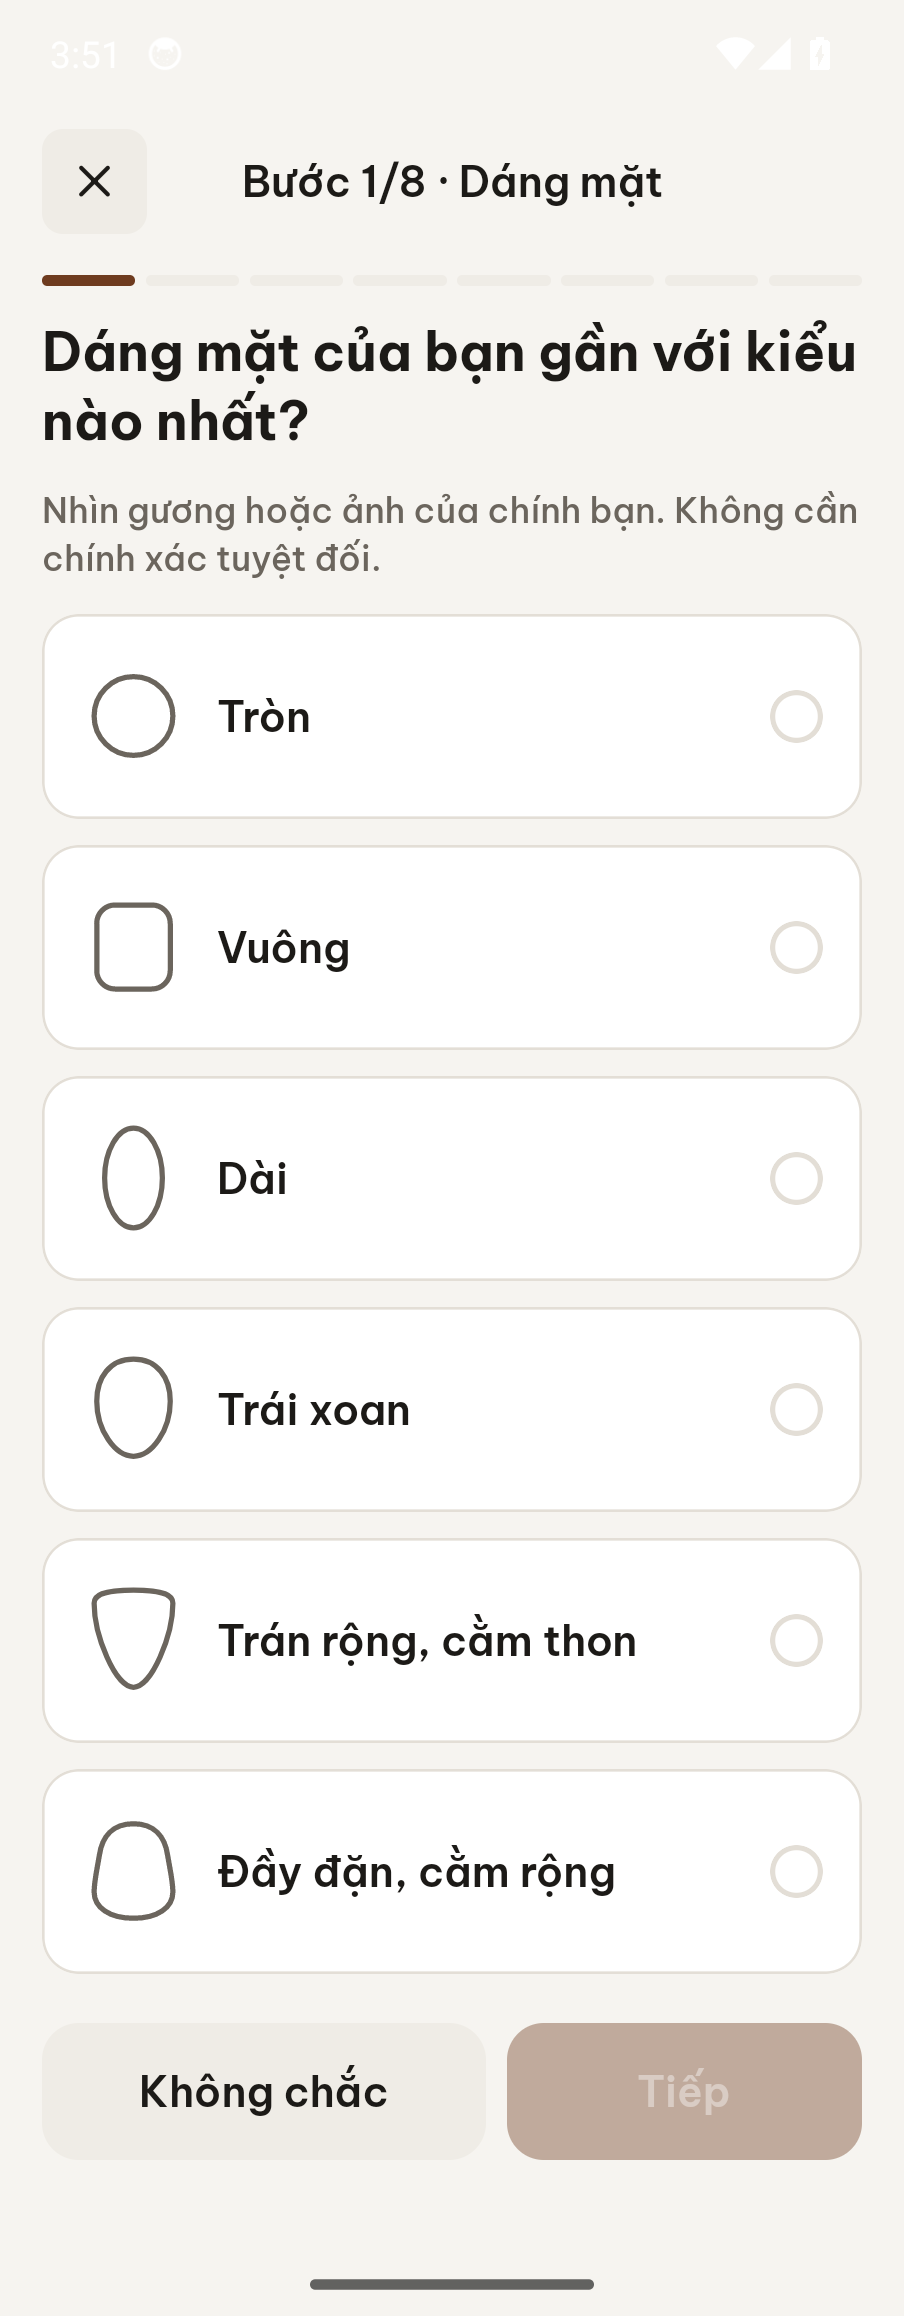 3:51
Bước 1/8 · Dáng mặt
Dáng mặt của bạn gần với kiểu
nào nhất?
Nhìn gương hoặc ảnh của chính bạn. Không cần
chính xác tuyệt đối.
Tròn
Vuông
Dài
Trái xoan
Trán rộng, cằm thon
Đầy đặn, cằm rộng
Không chắc
Tiếp